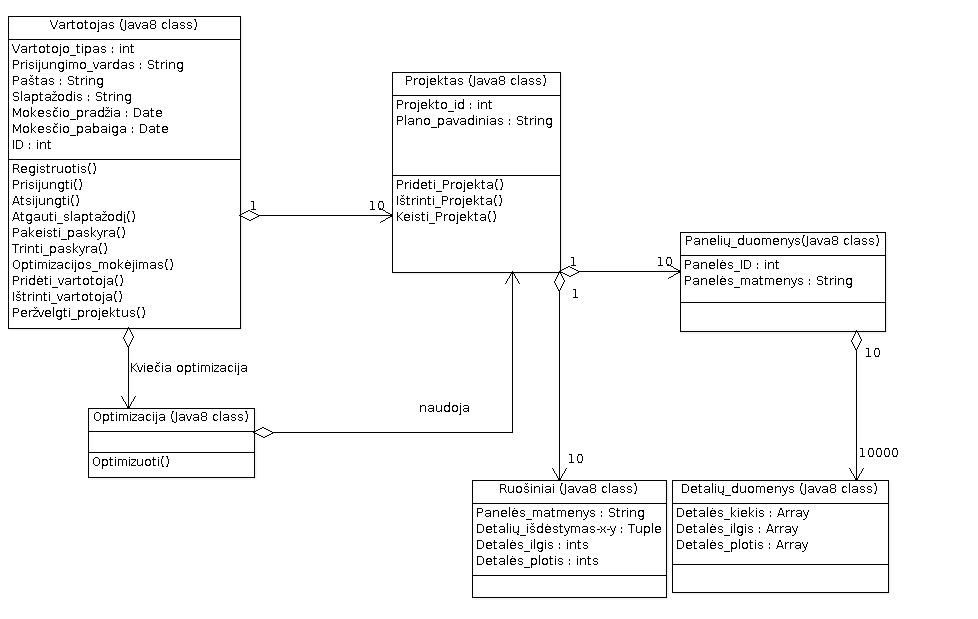 Vartotojas (Java8 class)
Vartotojo_tipas : int
Prisijungimo_vardas : String
Paštas : String
Slaptažodis : String
Mokesčio_pradžia : Date
Mokesčio_pabaiga : Date
ID : int
Registruotis()
Prisijungti()
Atsijungti()
Atgauti_slaptažodį()
Pakeisti_paskyra()
Trinti_paskyra()
Optimizacijos_mokėjimas()
Pridėti_vartotoja()
Ištrinti_vartotoja()
Peržvelgti_projektus()
1
10
Projektas (Java8 class)
Projekto_id : int
Plano_pavadinias : String
Prideti_Projekta()
Ištrinti_Projekta()
Keisti_Projekta()
1
10
1
Panelių_duomenys(Java8 class)
Panelės_ID : int
Panelės_matmenys : String
10
Kviečia optimizacija
Optimizacija (Java8 class)
Optimizuoti()
naudoja
10
10000
Ruošiniai (Java8 class)
Panelės_matmenys : String
Detalių_išdėstymas-x-y : Tuple
Detalės_ilgis : ints
Detalės_plotis : ints
Detalių_duomenys (Java8 class)
Detalės_kiekis : Array
Detalės_ilgis : Array
Detalės_plotis : Array